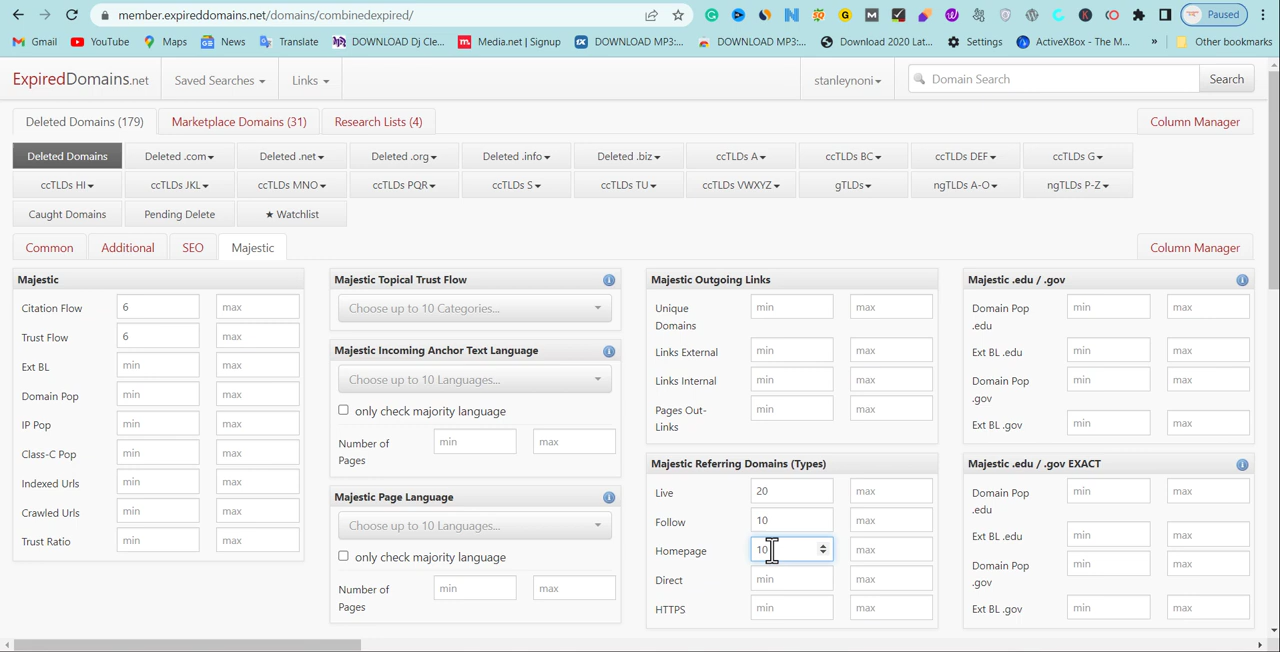 member.expireddomains.net/domains/combinedexpired/
Paused
Gmail
YouTube
Maps
News
Translate
DOWNLOAD Dj Cle...
Media.net | Signup
DOWNLOAD MP3:...
DOWNLOAD MP3:...
Download 2020 Lat...
Settings
ActiveXBox - The M...
»
Other bookmarks
ExpiredDomains.net
Saved Searches
Links
stanleynoni
Domain Search
Search
Deleted Domains (179)
Marketplace Domains (31)
Research Lists (4)
Column Manager
Deleted Domains
Deleted .com
Deleted .net
Deleted .org
Deleted .info
Deleted .biz
ccTLDs A
ccTLDs BC
ccTLDs DEF
ccTLDs G
ccTLDs HI
ccTLDs JKL
ccTLDs MNO
ccTLDs PQR
ccTLDs S
ccTLDs TU
ccTLDs VWXYZ
gTLDs
ngTLDs A-O
ngTLDs P-Z
Caught Domains
Pending Delete
★ Watchlist
Common
Additional
SEO
Majestic
Column Manager
Majestic
Citation Flow 6 max
Trust Flow 6 max
Ext BL min max
Domain Pop min max
IP Pop min max
Class-C Pop min max
Indexed Urls min max
Crawled Urls min max
Trust Ratio min max
Majestic Topical Trust Flow
Choose up to 10 Categories...
Majestic Incoming Anchor Text Language
Choose up to 10 Languages...
only check majority language
Number of
Pages
min max
Majestic Page Language
Choose up to 10 Languages...
only check majority language
Number of
Pages
min max
Majestic Outgoing Links
Unique
Domains
min max
Links External min max
Links Internal min max
Pages Out-
Links
min max
Majestic Referring Domains (Types)
Live 20 max
Follow 10 max
Homepage 10 max
Direct min max
HTTPS min max
Majestic .edu / .gov
Domain Pop
.edu
min max
Ext BL .edu min max
Domain Pop
.gov
min max
Ext BL .gov min max
Majestic .edu / .gov EXACT
Domain Pop
.edu
min max
Ext BL .edu min max
Domain Pop
.gov
min max
Ext BL .gov min max